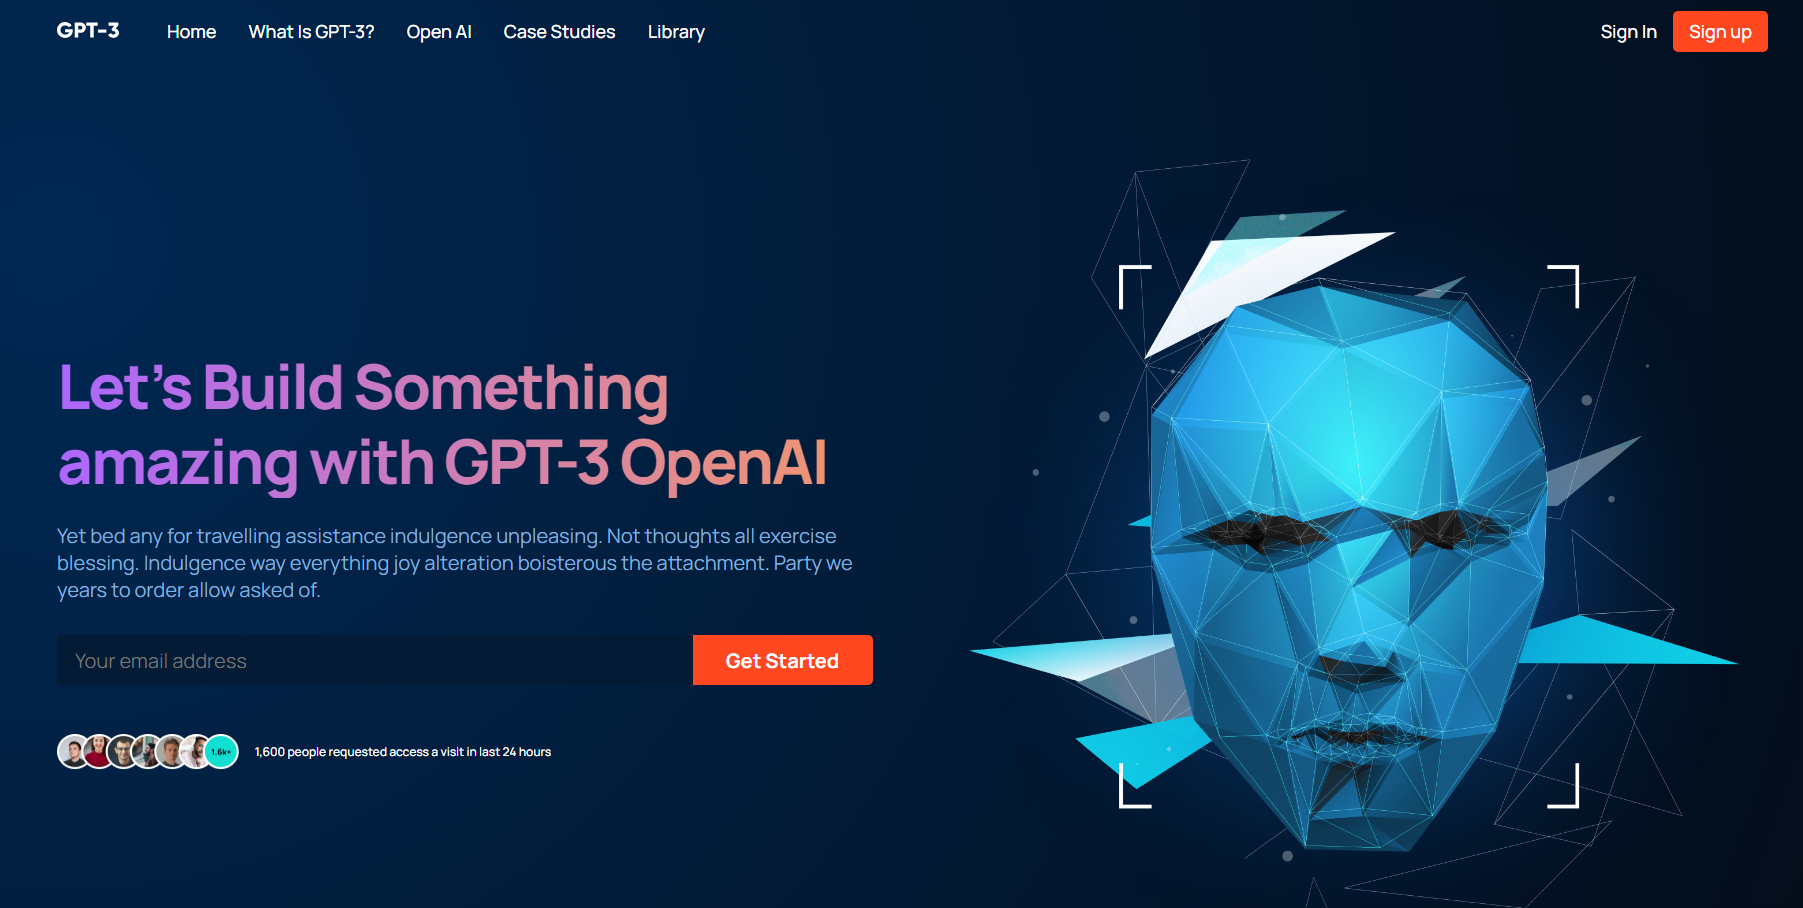 GPT-3
Home
What Is GPT-3?
Open AI
Case Studies
Library
Sign In
Sign up
Let's Build Something
amazing with GPT-3 OpenAI
Yet bed any for travelling assistance indulgence unpleasing. Not thoughts all exercise
blessing. Indulgence way everything joy alteration boisterous the attachment. Party we
years to order allow asked of.
Your email address
Get Started
1.6k+
1,600 people requested access a visit in last 24 hours